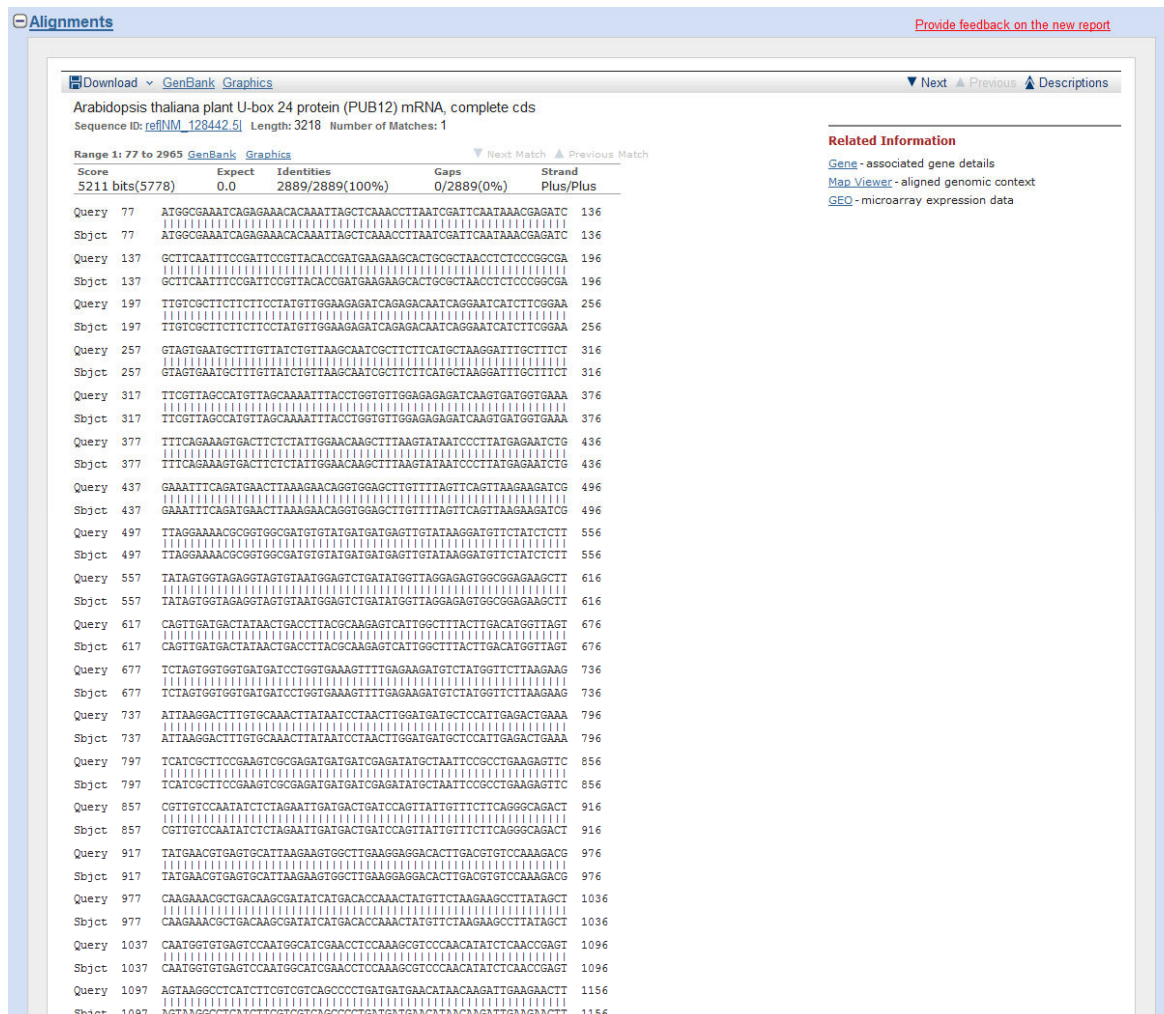 Alignments
Provide feedback on the new report
Download GenBank Graphics
Next Previous Descriptions
Arabidopsis thaliana plant U-box 24 protein (PUB12) mRNA, complete cds
Sequence ID: ref|NM_128442.5| Length: 3218 Number of Matches: 1
Related Information
Gene - associated gene details
Map Viewer - aligned genomic context
GEO - microarray expression data
Range 1: 77 to 2965 GenBank Graphics
Next Match Previous Match
Score Expect Identities Gaps Strand
5211 bits(5778) 0.0 2889/2889(100%) 0/2889(0%) Plus/Plus
Query 77 ATGGCGAAATCAGAGAAACACAAATTAGCTCAAACCTTAATCGATTCAATAAACGAGATC 136
Sbjct 77 ATGGCGAAATCAGAGAAACACAAATTAGCTCAAACCTTAATCGATTCAATAAACGAGATC 136
Query 137 GCTTCAATTTCCGATTCCGTTACACCGATGAAGAAGCACTGCGCTAACCTCTCCCGGCGA 196
Sbjct 137 GCTTCAATTTCCGATTCCGTTACACCGATGAAGAAGCACTGCGCTAACCTCTCCCGGCGA 196
Query 197 TTGTCGCTTCTTCTTCCTATGTTGGAAGAGATCAGAGACAATCAGGAATCATCTTCGGAA 256
Sbjct 197 TTGTCGCTTCTTCTTCCTATGTTGGAAGAGATCAGAGACAATCAGGAATCATCTTCGGAA 256
Query 257 GTAGTGAATGCTTTGTTATCTGTTAAGCAATCGCTTCTTCATGCTAAGGATTTGCTTTCT 316
Sbjct 257 GTAGTGAATGCTTTGTTATCTGTTAAGCAATCGCTTCTTCATGCTAAGGATTTGCTTTCT 316
Query 317 TTCGTTAGCCATGTTAGCAAAATTTACCTGGTGTTGGAGAGAGATCAAGTGATGGTGAAA 376
Sbjct 317 TTCGTTAGCCATGTTAGCAAAATTTACCTGGTGTTGGAGAGAGATCAAGTGATGGTGAAA 376
Query 377 TTTCAGAAAGTGACTTCTCTATTGGAACAAGCTTTAAGTATAATCCCTTATGAGAATCTG 436
Sbjct 377 TTTCAGAAAGTGACTTCTCTATTGGAACAAGCTTTAAGTATAATCCCTTATGAGAATCTG 436
Query 437 GAAATTTCAGATGAACTTAAAGAACAGGTGGAGCTTGTTTTAGTTCAGTTAAGAAGATCG 496
Sbjct 437 GAAATTTCAGATGAACTTAAAGAACAGGTGGAGCTTGTTTTAGTTCAGTTAAGAAGATCG 496
Query 497 TTAGGAAAACGCGGTGGCGATGTGTATGATGATGAGTTGTATAAGGATGTTCTATCTCTT 556
Sbjct 497 TTAGGAAAACGCGGTGGCGATGTGTATGATGATGAGTTGTATAAGGATGTTCTATCTCTT 556
Query 557 TATAGTGGTAGAGGTAGTGTAATGGAGTCTGATATGGTTAGGAGAGTGGCGGAGAAGCTT 616
Sbjct 557 TATAGTGGTAGAGGTAGTGTAATGGAGTCTGATATGGTTAGGAGAGTGGCGGAGAAGCTT 616
Query 617 CAGTTGATGACTATAACTGACCTTACGCAAGAGTCATTGGCTTTACTTGACATGGTTAGT 676
Sbjct 617 CAGTTGATGACTATAACTGACCTTACGCAAGAGTCATTGGCTTTACTTGACATGGTTAGT 676
Query 677 TCTAGTGGTGGTGATGATCCTGGTGAAAGTTTTGAGAAGATGTCTATGGTTCTTAAGAAG 736
Sbjct 677 TCTAGTGGTGGTGATGATCCTGGTGAAAGTTTTGAGAAGATGTCTATGGTTCTTAAGAAG 736
Query 737 ATTAAGGACTTTGTGCAAACTTATAATCCTAACTTGGATGATGCTCCATTGAGACTGAAA 796
Sbjct 737 ATTAAGGACTTTGTGCAAACTTATAATCCTAACTTGGATGATGCTCCATTGAGACTGAAA 796
Query 797 TCATCGCTTCCGAAGTCGCGAGATGATGATCGAGATATGCTAATTCCGCCTGAAGAGTTC 856
Sbjct 797 TCATCGCTTCCGAAGTCGCGAGATGATGATCGAGATATGCTAATTCCGCCTGAAGAGTTC 856
Query 857 CGTTGTCCAATATCTCTAGAATTGATGACTGATCCAGTTATTGTTTCTTCAGGGCAGACT 916
Sbjct 857 CGTTGTCCAATATCTCTAGAATTGATGACTGATCCAGTTATTGTTTCTTCAGGGCAGACT 916
Query 917 TATGAACGTGAGTGCATTAAGAAGTGGCTTGAAGGAGGACACTTGACGTGTCCAAAGACG 976
Sbjct 917 TATGAACGTGAGTGCATTAAGAAGTGGCTTGAAGGAGGACACTTGACGTGTCCAAAGACG 976
Query 977 CAAGAAACGCTGACAAGCGATATCATGACACCAAACTATGTTCTAAGAAGCCTTATAGCT 1036
Sbjct 977 CAAGAAACGCTGACAAGCGATATCATGACACCAAACTATGTTCTAAGAAGCCTTATAGCT 1036
Query 1037 CAATGGTGTGAGTCCAATGGCATCGAACCTCCAAAGCGTCCCAACATATCTCAACCGAGT 1096
Sbjct 1037 CAATGGTGTGAGTCCAATGGCATCGAACCTCCAAAGCGTCCCAACATATCTCAACCGAGT 1096
Query 1097 AGTAAGGCCTCATCTTCGTCGTCAGCCCCTGATGATGAACATAACAAGATTGAAGAACTT 1156
Sbjct 1097 AGTAAGGCCTCATCTTCGTCGTCAGCCCCTGATGATGAACATAACAAGATTGAAGAACTT 1156